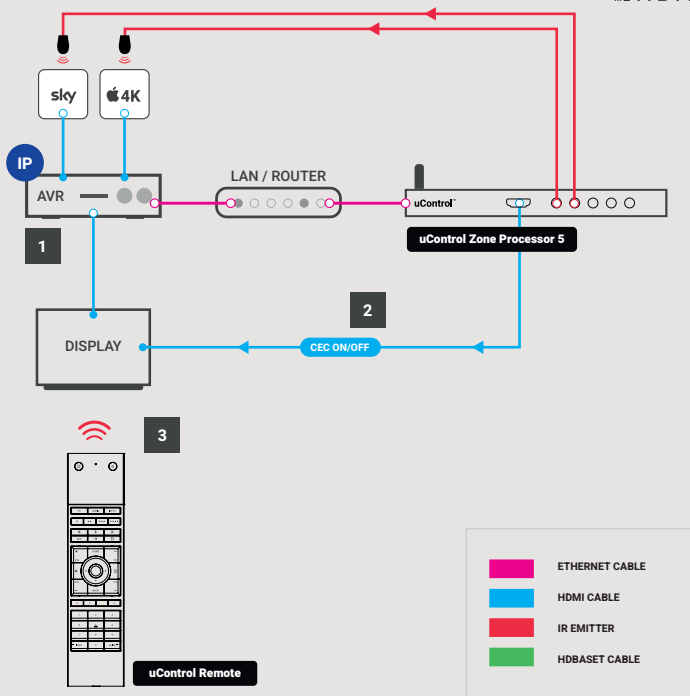 sky
4K
IP
AVR
LAN / ROUTER
uControl™
uControl Zone Processor 5
1
2
DISPLAY
CEC ON/OFF
3
uControl Remote
ETHERNET CABLE
HDMI CABLE
IR EMITTER
HDBASET CABLE